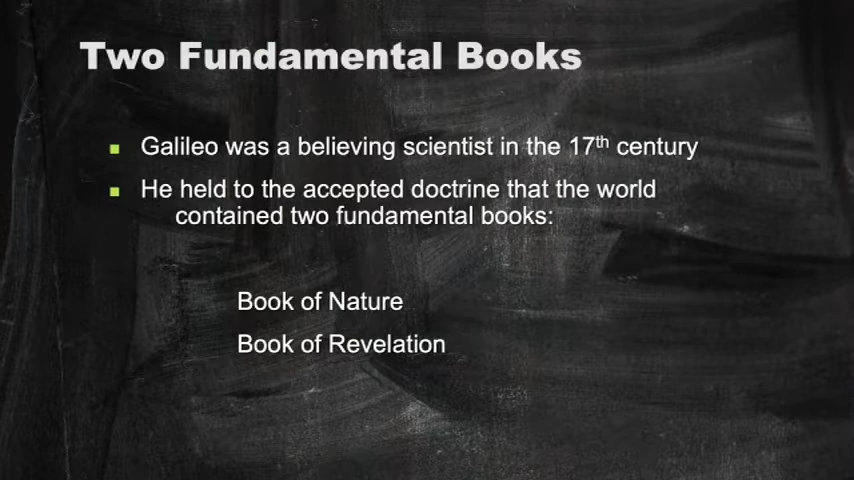 Two Fundamental Books
Galileo was a believing scientist in the 17th century
He held to the accepted doctrine that the world
contained two fundamental books:
Book of Nature
Book of Revelation